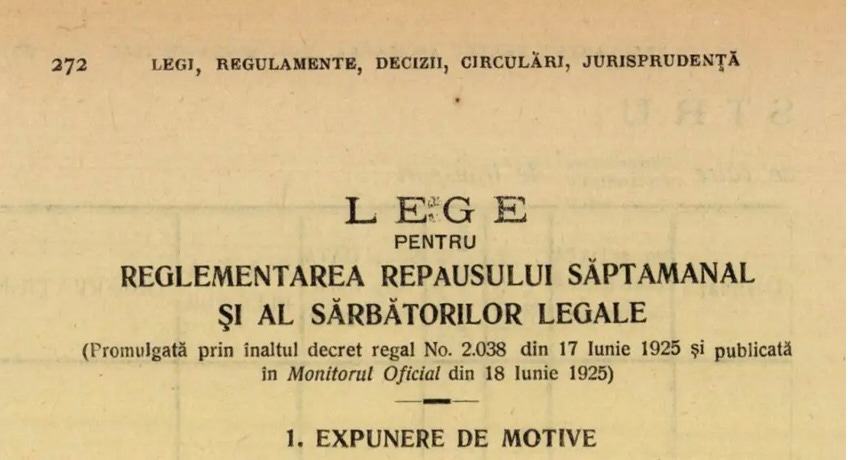 272 LEGI, REGULAMENTE, DECIZII, CIRCULĂRI, JURISPRUDENŢĂ
LEGE
PENTRU
REGLEMENTAREA REPAUSULUI SĂPTAMANAL
ŞI AL SĂRBĂTORILOR LEGALE
(Promulgată prin înaltul decret regal No. 2.038 din 17 Iunie 1925 şi publicată
în Monitorul Oficial din 18 Iunie 1925)
1. EXPUNERE DE MOTIVE